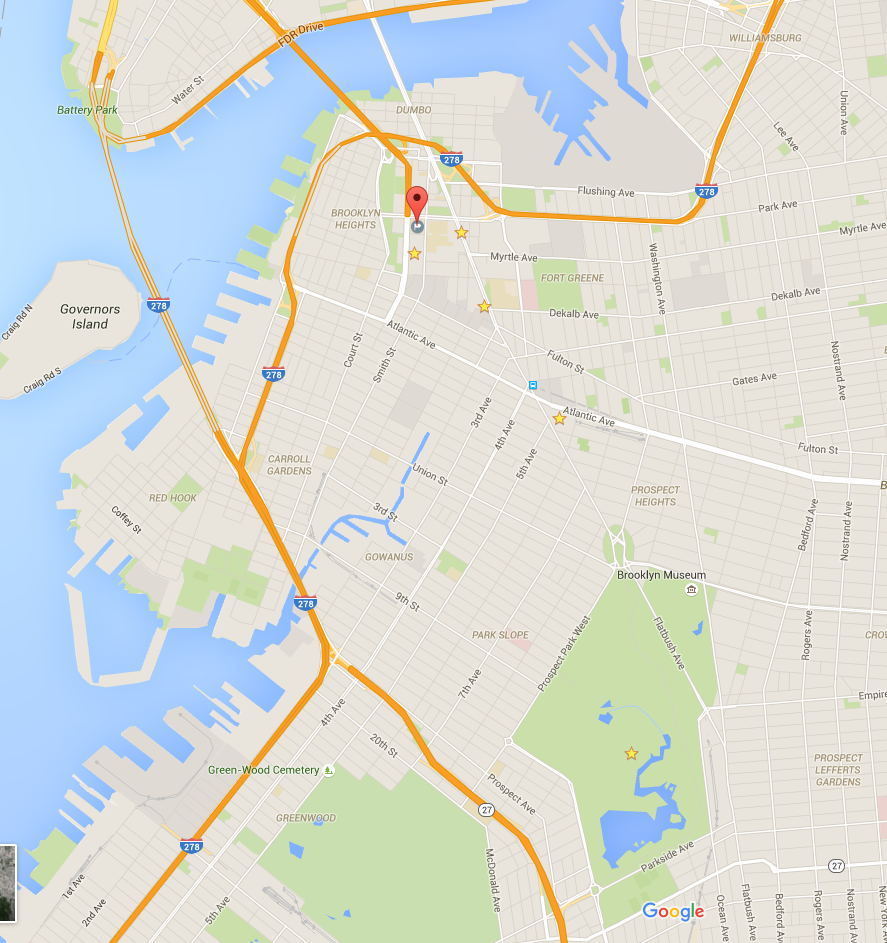 WILLIAMSBURG
FDR Drive
Water St
Battery Park
DUMBO
Union Ave
Lee Ave
278
278
Flushing Ave
Park Ave
BROOKLYN
HEIGHTS
Myrtle Ave
Myrtle Ave
Washington Ave
FORT GREENE
Dekalb Ave
Dekalb Ave
Governors
Island
Craig Rd N
Craig Rd S
278
Atlantic Ave
Court St
Smith St
Fulton St
Nostrand Ave
Gates Ave
278
3rd Ave
4th Ave
5th Ave
Atlantic Ave
Fulton St
CARROLL
GARDENS
Union St
RED HOOK
Coffey St
3rd St
PROSPECT
HEIGHTS
Bedford Ave
Nostrand Ave
B
GOWANUS
Brooklyn Museum
278
9th St
PARK SLOPE
Prospect Park West
Flatbush Ave
Rogers Ave
CROV
7th Ave
Empire
4th Ave
20th St
Green-Wood Cemetery
Prospect Ave
PROSPECT
LEFFERTS
GARDENS
27
GREENWOOD
278
McDonald Ave
Parkside Ave
27
1st Ave
2nd Ave
5th Ave
Google
Ocean Ave
Flatbush Ave
Bedford Ave
Rogers Ave
Nostrand Ave
New York Ave